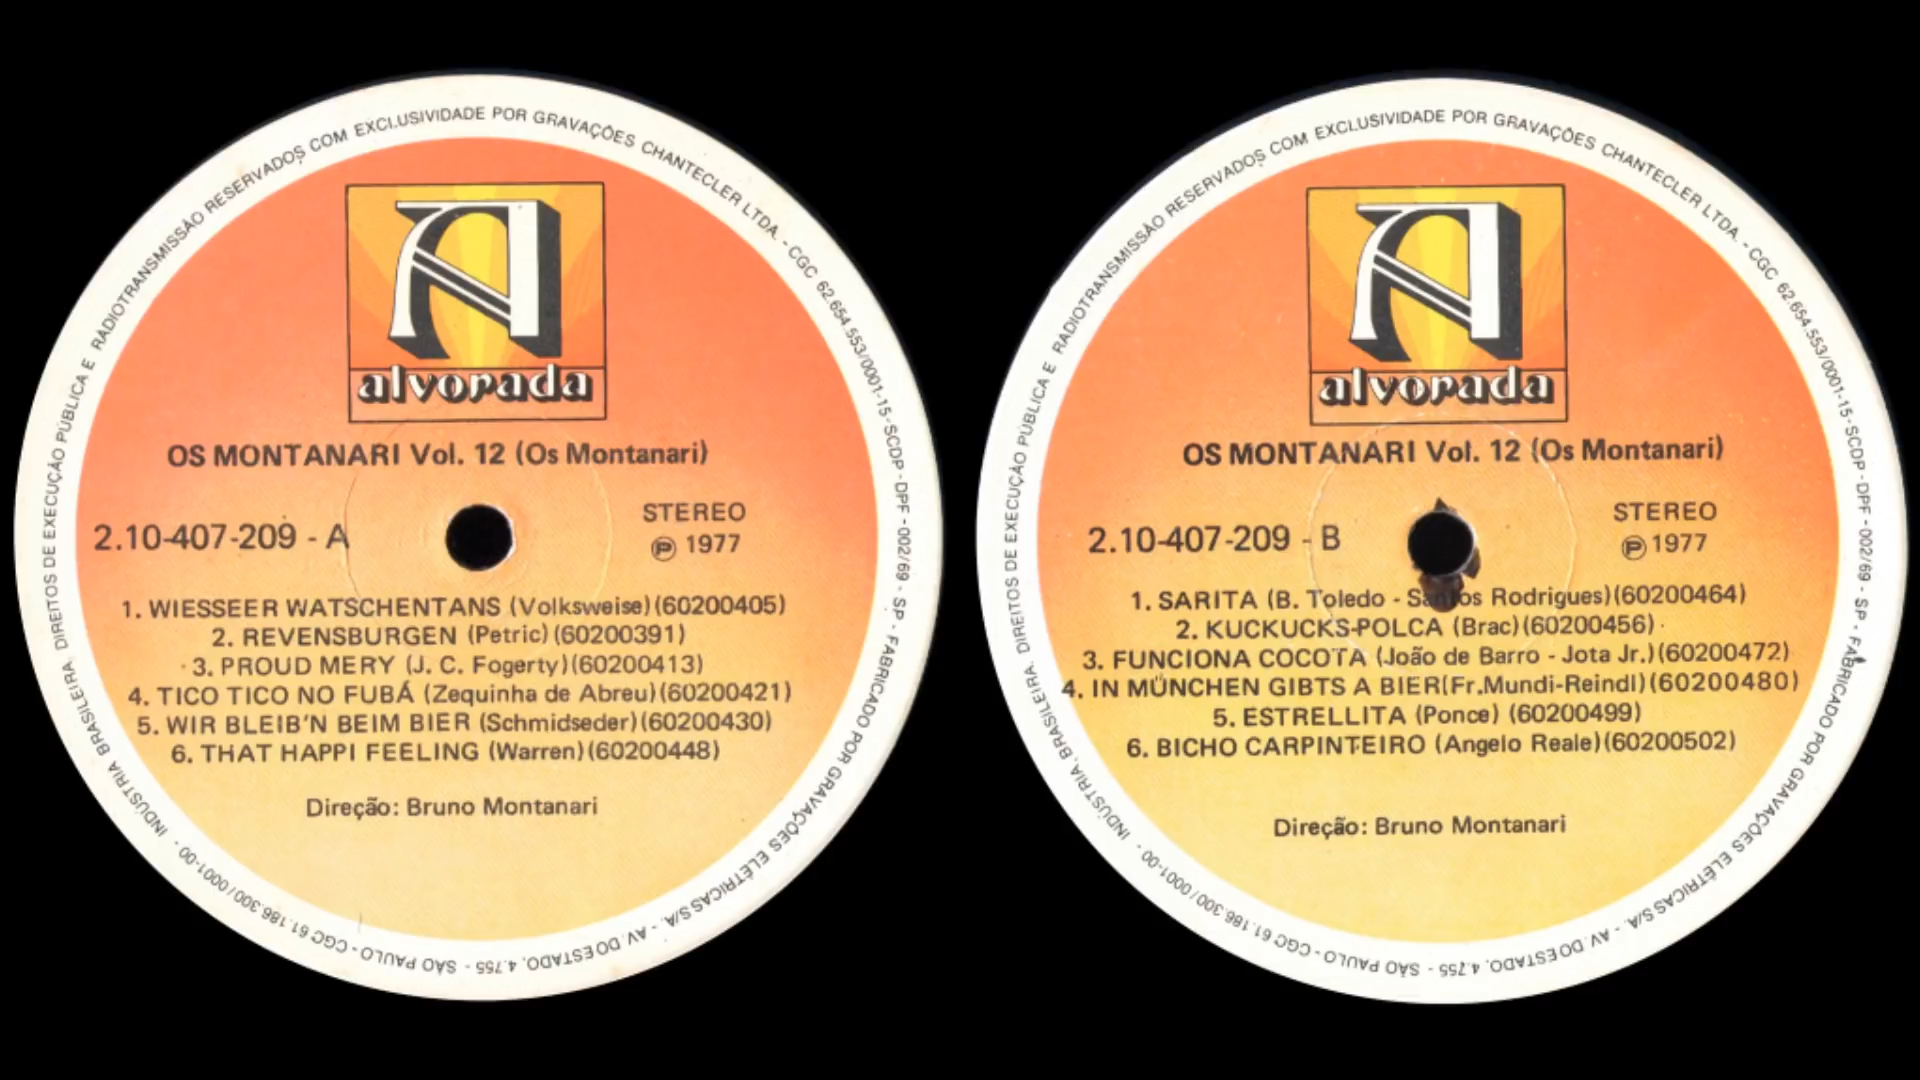 A
alvorada
OS MONTANARI Vol. 12 (Os Montanari)
2.10-407-209 - A
STEREO
Ⓟ 1977
1. WIESSEER WATSCHENTANS (Volksweise)(60200405)
2. REVENSBURGEN (Petric)(60200391)
3. PROUD MERY (J. C. Fogerty)(60200413)
4. TICO TICO NO FUBÁ (Zequinha de Abreu)(60200421)
5. WIR BLEIB'N BEIM BIER (Schmidseder)(60200430)
6. THAT HAPPI FEELING (Warren)(60200448)
Direção: Bruno Montanari
INDÚSTRIA BRASILEIRA. DIREITOS DE EXECUÇÃO PÚBLICA E RADIOTRANSMISSÃO RESERVADOS COM EXCLUSIVIDADE POR GRAVAÇÕES CHANTECLER LTDA. - CGC 62.654.553/0001-15-SCDP - DPF - 002/69 - SP - FABRICADO POR GRAVAÇÕES ELÉTRICAS S/A. - AV. DO ESTADO, 4.755 - SÃO PAULO - CGC 61.186.300/0001-00 -
A
alvorada
OS MONTANARI Vol. 12 (Os Montanari)
2.10-407-209 - B
STEREO
Ⓟ 1977
1. SARITA (B. Toledo - Santos Rodrigues)(60200464)
2. KUCKUCKS-POLCA (Brac)(60200456)
3. FUNCIONA COCOTA (João de Barro - Jota Jr.)(60200472)
4. IN MÜNCHEN GIBTS A BIER(Fr.Mundi-Reindl)(60200480)
5. ESTRELLITA (Ponce) (60200499)
6. BICHO CARPINTEIRO (Angelo Reale)(60200502)
Direção: Bruno Montanari
INDÚSTRIA BRASILEIRA. DIREITOS DE EXECUÇÃO PÚBLICA E RADIOTRANSMISSÃO RESERVADOS COM EXCLUSIVIDADE POR GRAVAÇÕES CHANTECLER LTDA. - CGC 62.654.553/0001-15-SCDP - DPF - 002/69 - SP - FABRICADO POR GRAVAÇÕES ELÉTRICAS S/A. - AV. DO ESTADO, 4.755 - SÃO PAULO - CGC 61.186.300/0001-00 -